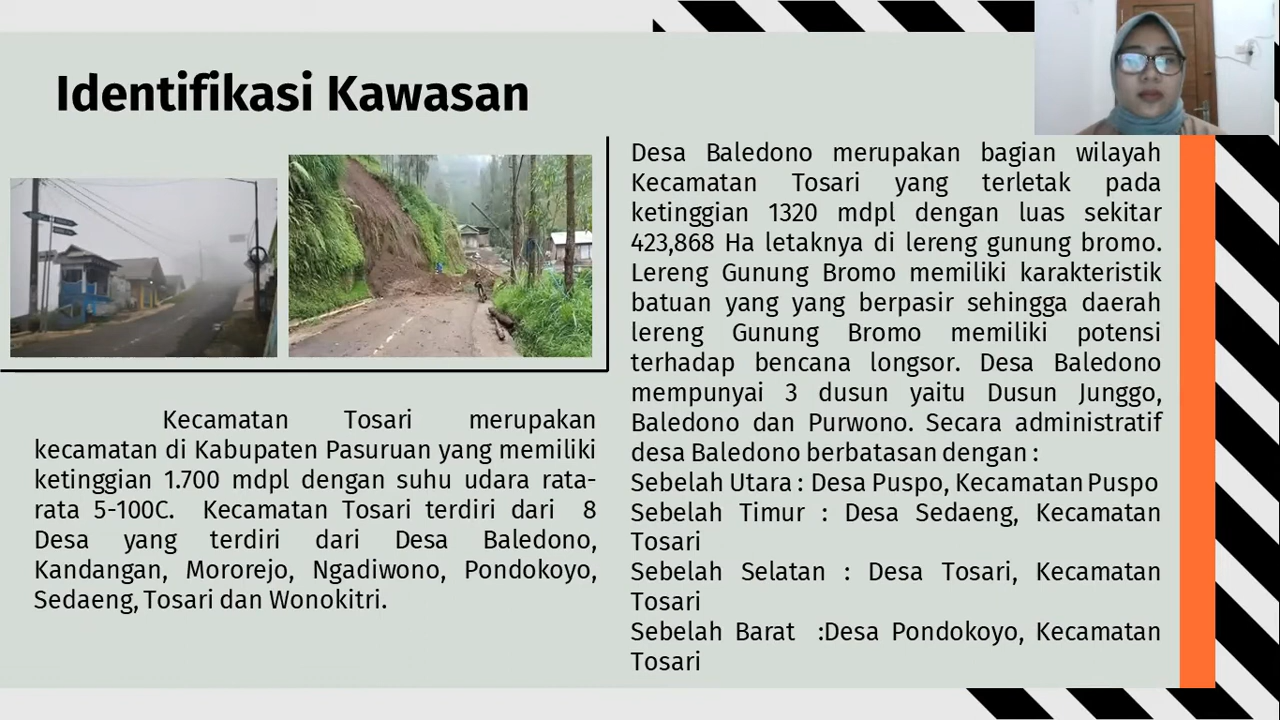 Identifikasi Kawasan
Kecamatan Tosari merupakan
kecamatan di Kabupaten Pasuruan yang memiliki
ketinggian 1.700 mdpl dengan suhu udara rata-
rata 5-100C. Kecamatan Tosari terdiri dari 8
Desa yang terdiri dari Desa Baledono,
Kandangan, Mororejo, Ngadiwono, Pondokoyo,
Sedaeng, Tosari dan Wonokitri.
Desa Baledono merupakan bagian wilayah
Kecamatan Tosari yang terletak pada
ketinggian 1320 mdpl dengan luas sekitar
423,868 Ha letaknya di lereng gunung bromo.
Lereng Gunung Bromo memiliki karakteristik
batuan yang yang berpasir sehingga daerah
lereng Gunung Bromo memiliki potensi
terhadap bencana longsor. Desa Baledono
mempunyai 3 dusun yaitu Dusun Junggo,
Baledono dan Purwono. Secara administratif
desa Baledono berbatasan dengan :
Sebelah Utara : Desa Puspo, Kecamatan Puspo
Sebelah Timur : Desa Sedaeng, Kecamatan
Tosari
Sebelah Selatan : Desa Tosari, Kecamatan
Tosari
Sebelah Barat :Desa Pondokoyo, Kecamatan
Tosari